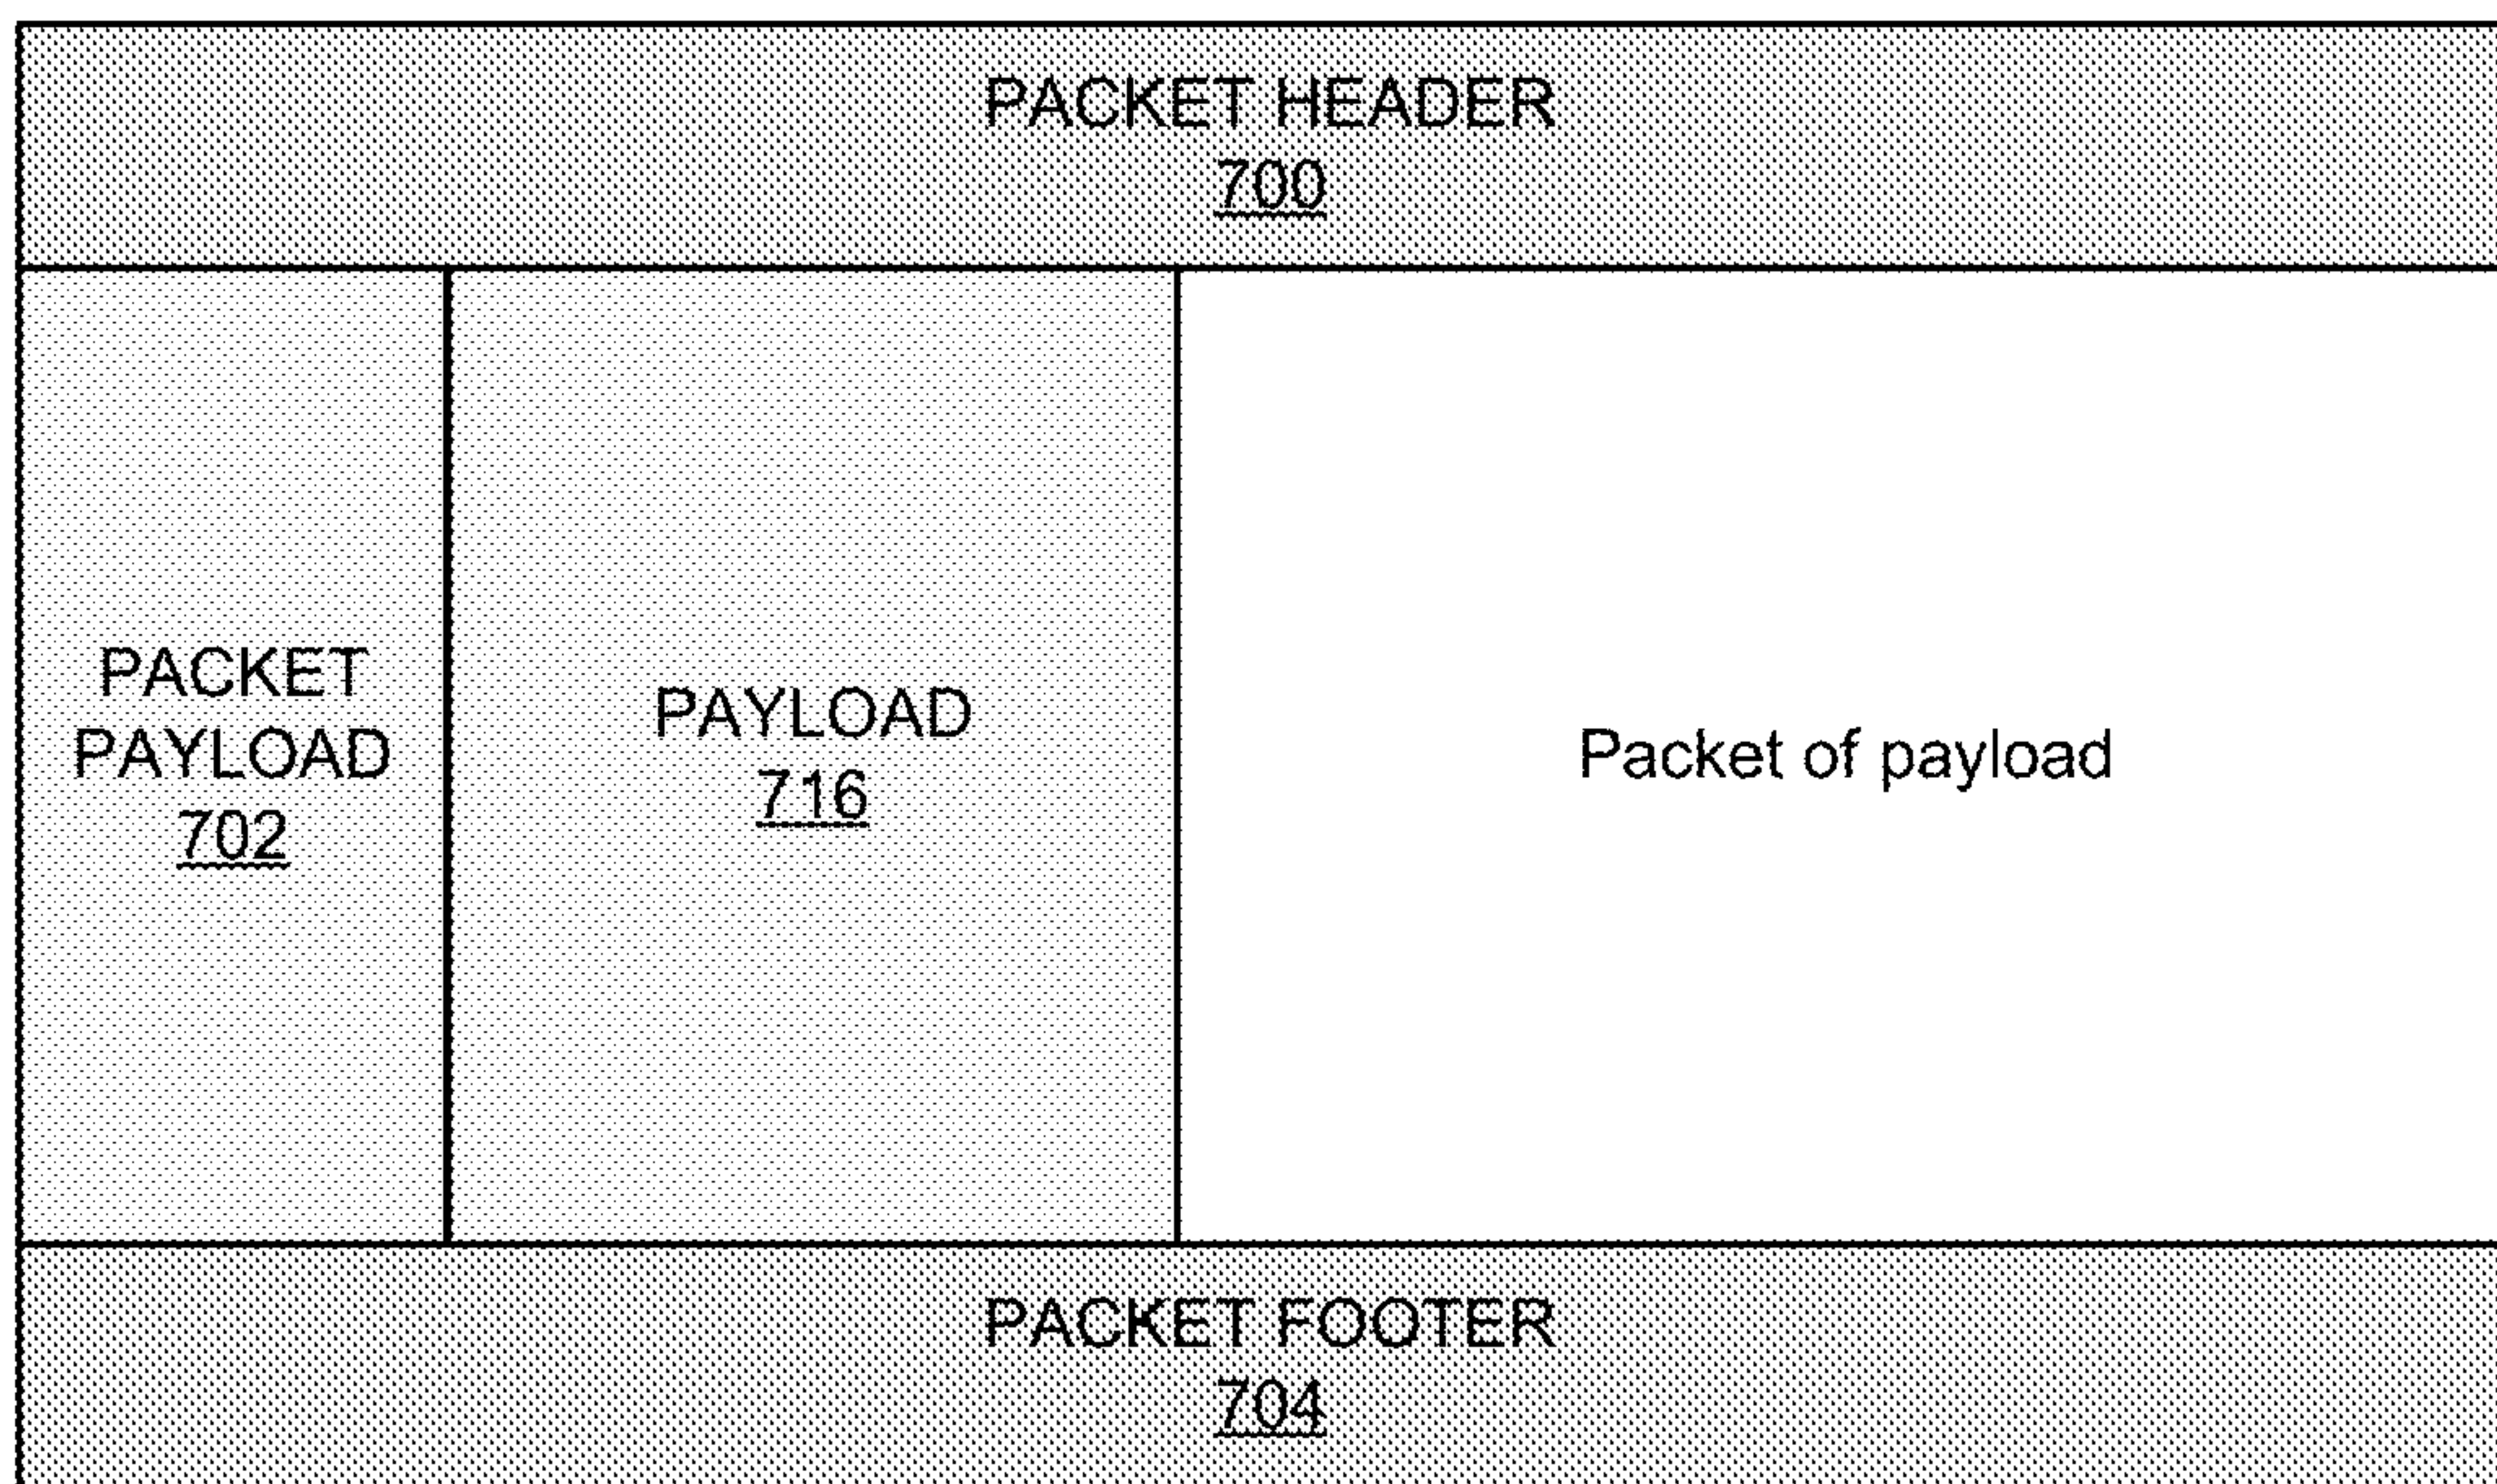 PACKET HEADER
700
PACKET
PAYLOAD
702
PAYLOAD
716
Packet of payload
PACKET FOOTER
704